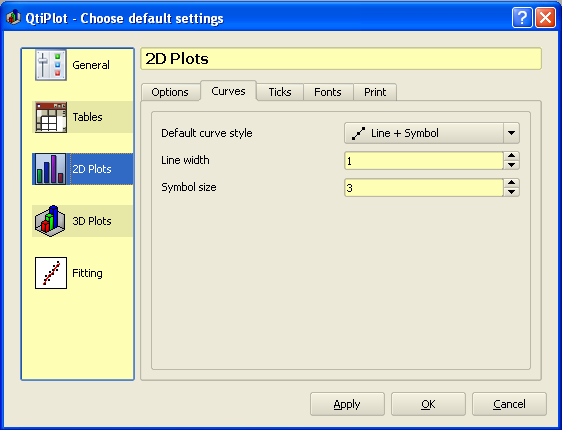 QtiPlot - Choose default settings
General
Tables
2D Plots
3D Plots
Fitting
2D Plots
Options Curves Ticks Fonts Print
Default curve style Line + Symbol
Line width 1
Symbol size 3
Apply OK Cancel